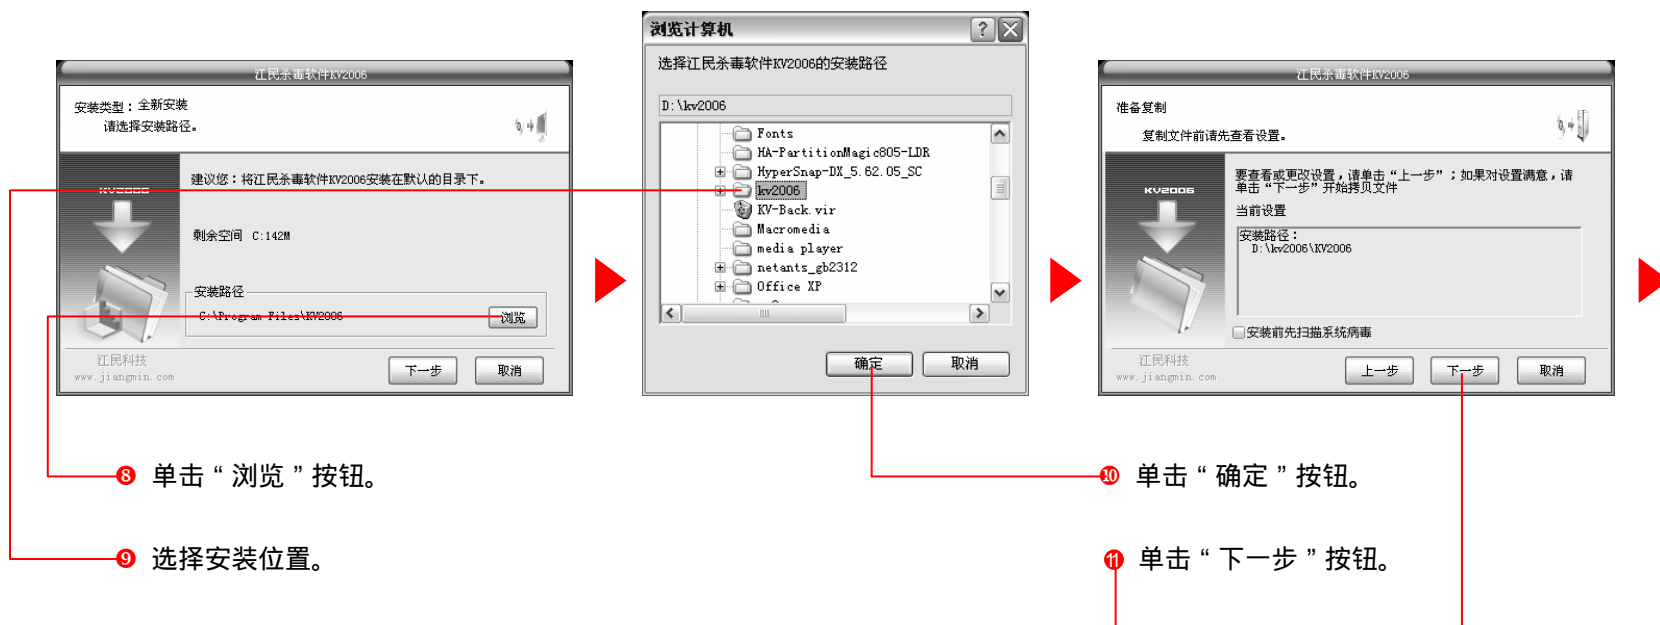 江民杀毒软件KV2006
安装类型：全新安装
请选择安装路径。
KV2006
建议您：将江民杀毒软件KV2006安装在默认的目录下。
剩余空间 C:142M
安装路径
C:\Program Files\KV2006
浏览
江民科技
www.jiangmin.com
下一步
取消
浏览计算机
选择江民杀毒软件KV2006的安装路径
D:\kv2006
Fonts
HA-PartitionMagic805-LDR
HyperSnap-DX_5.62.05_SC
kv2006
KV-Back.vir
Macromedia
media player
netants_gb2312
Office XP
确定
取消
江民杀毒软件KV2006
准备复制
复制文件前请先查看设置。
KV2006
要查看或更改设置，请单击“上一步”；如果对设置满意，请
单击“下一步”开始拷贝文件
当前设置
安装路径：
D:\kv2006\KV2006
安装前先扫描系统病毒
江民科技
www.jiangmin.com
上一步
下一步
取消
❽ 单击“浏览”按钮。
❾ 选择安装位置。
❿ 单击“确定”按钮。
⓫ 单击“下一步”按钮。